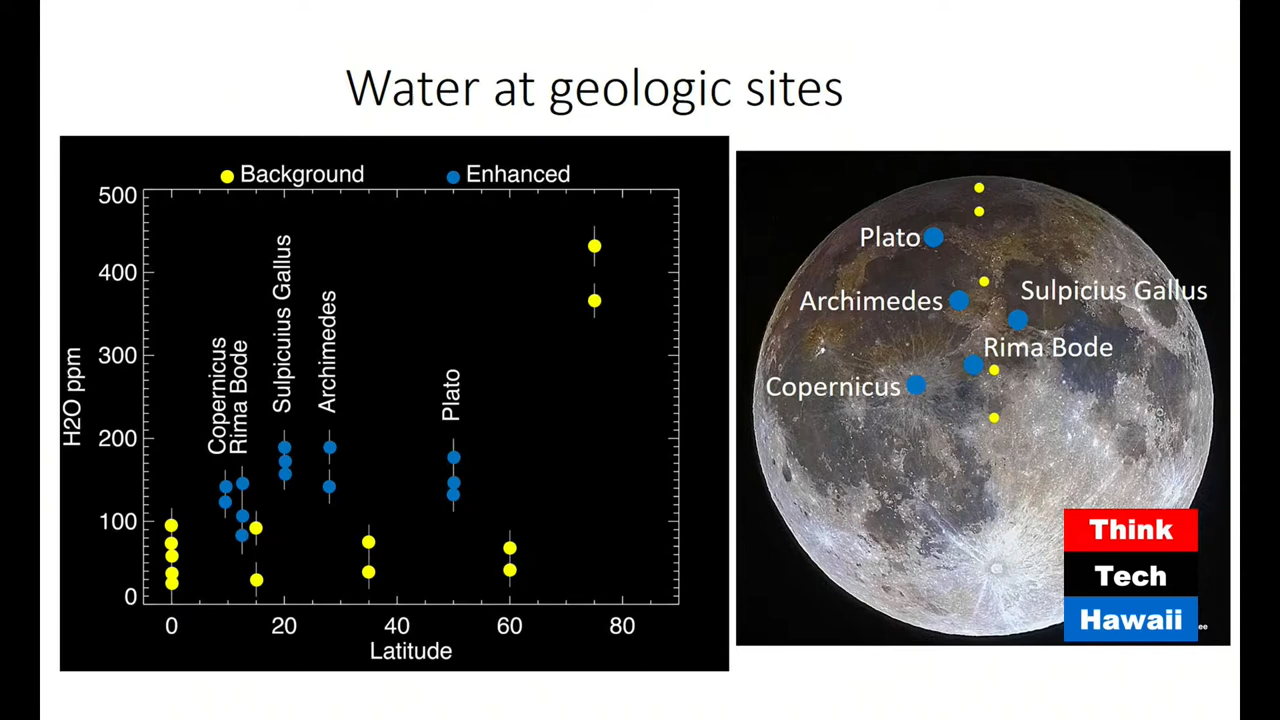 Water at geologic sites
Background
Enhanced
500
400
300
200
100
0
H2O ppm
Copernicus
Rima Bode
Sulpicuius Gallus
Archimedes
Plato
0 20 40 60 80
Latitude
Plato
Archimedes
Sulpicius Gallus
Rima Bode
Copernicus
Think
Tech
Hawaii
ee